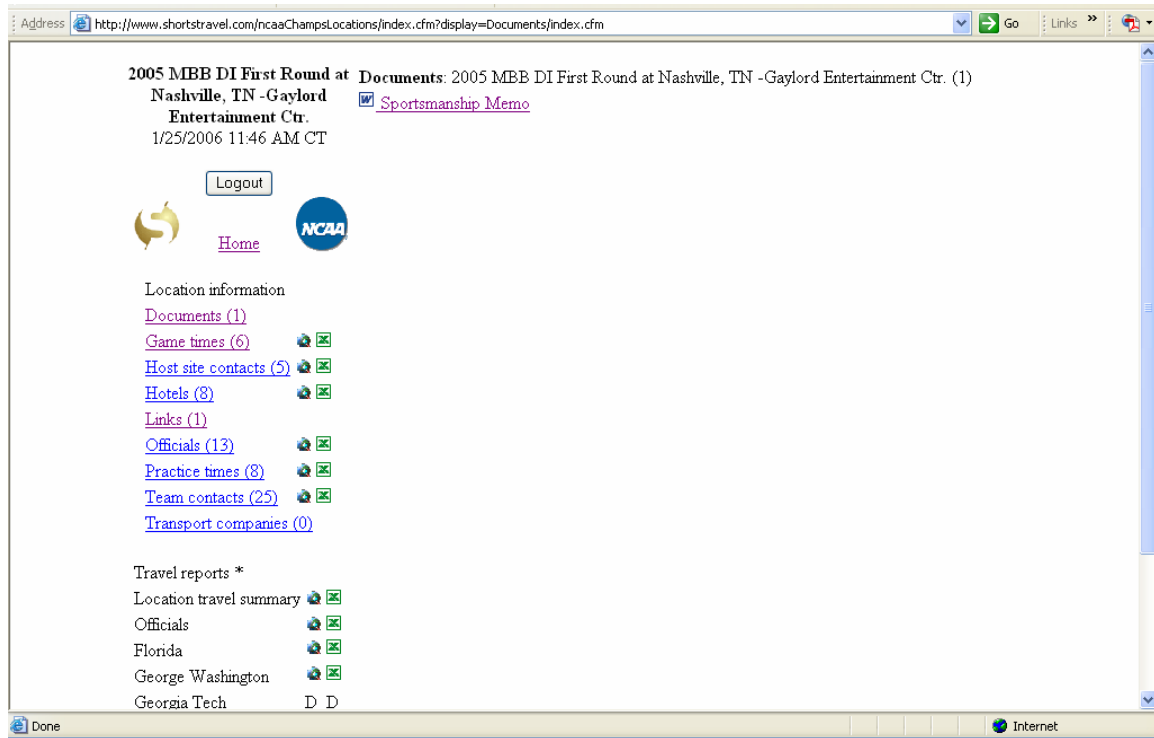 Address http://www.shortstravel.com/ncaaChampsLocations/index.cfm?display=Documents/index.cfm Go Links »
2005 MBB DI First Round at
Nashville, TN -Gaylord
Entertainment Ctr.
1/25/2006 11:46 AM CT
Logout
Home
NCAA
Location information
Documents (1)
Game times (6)
Host site contacts (5)
Hotels (8)
Links (1)
Officials (13)
Practice times (8)
Team contacts (25)
Transport companies (0)
Travel reports *
Location travel summary
Officials
Florida
George Washington
Georgia Tech D D
Documents: 2005 MBB DI First Round at Nashville, TN -Gaylord Entertainment Ctr. (1)
W Sportsmanship Memo
Done Internet